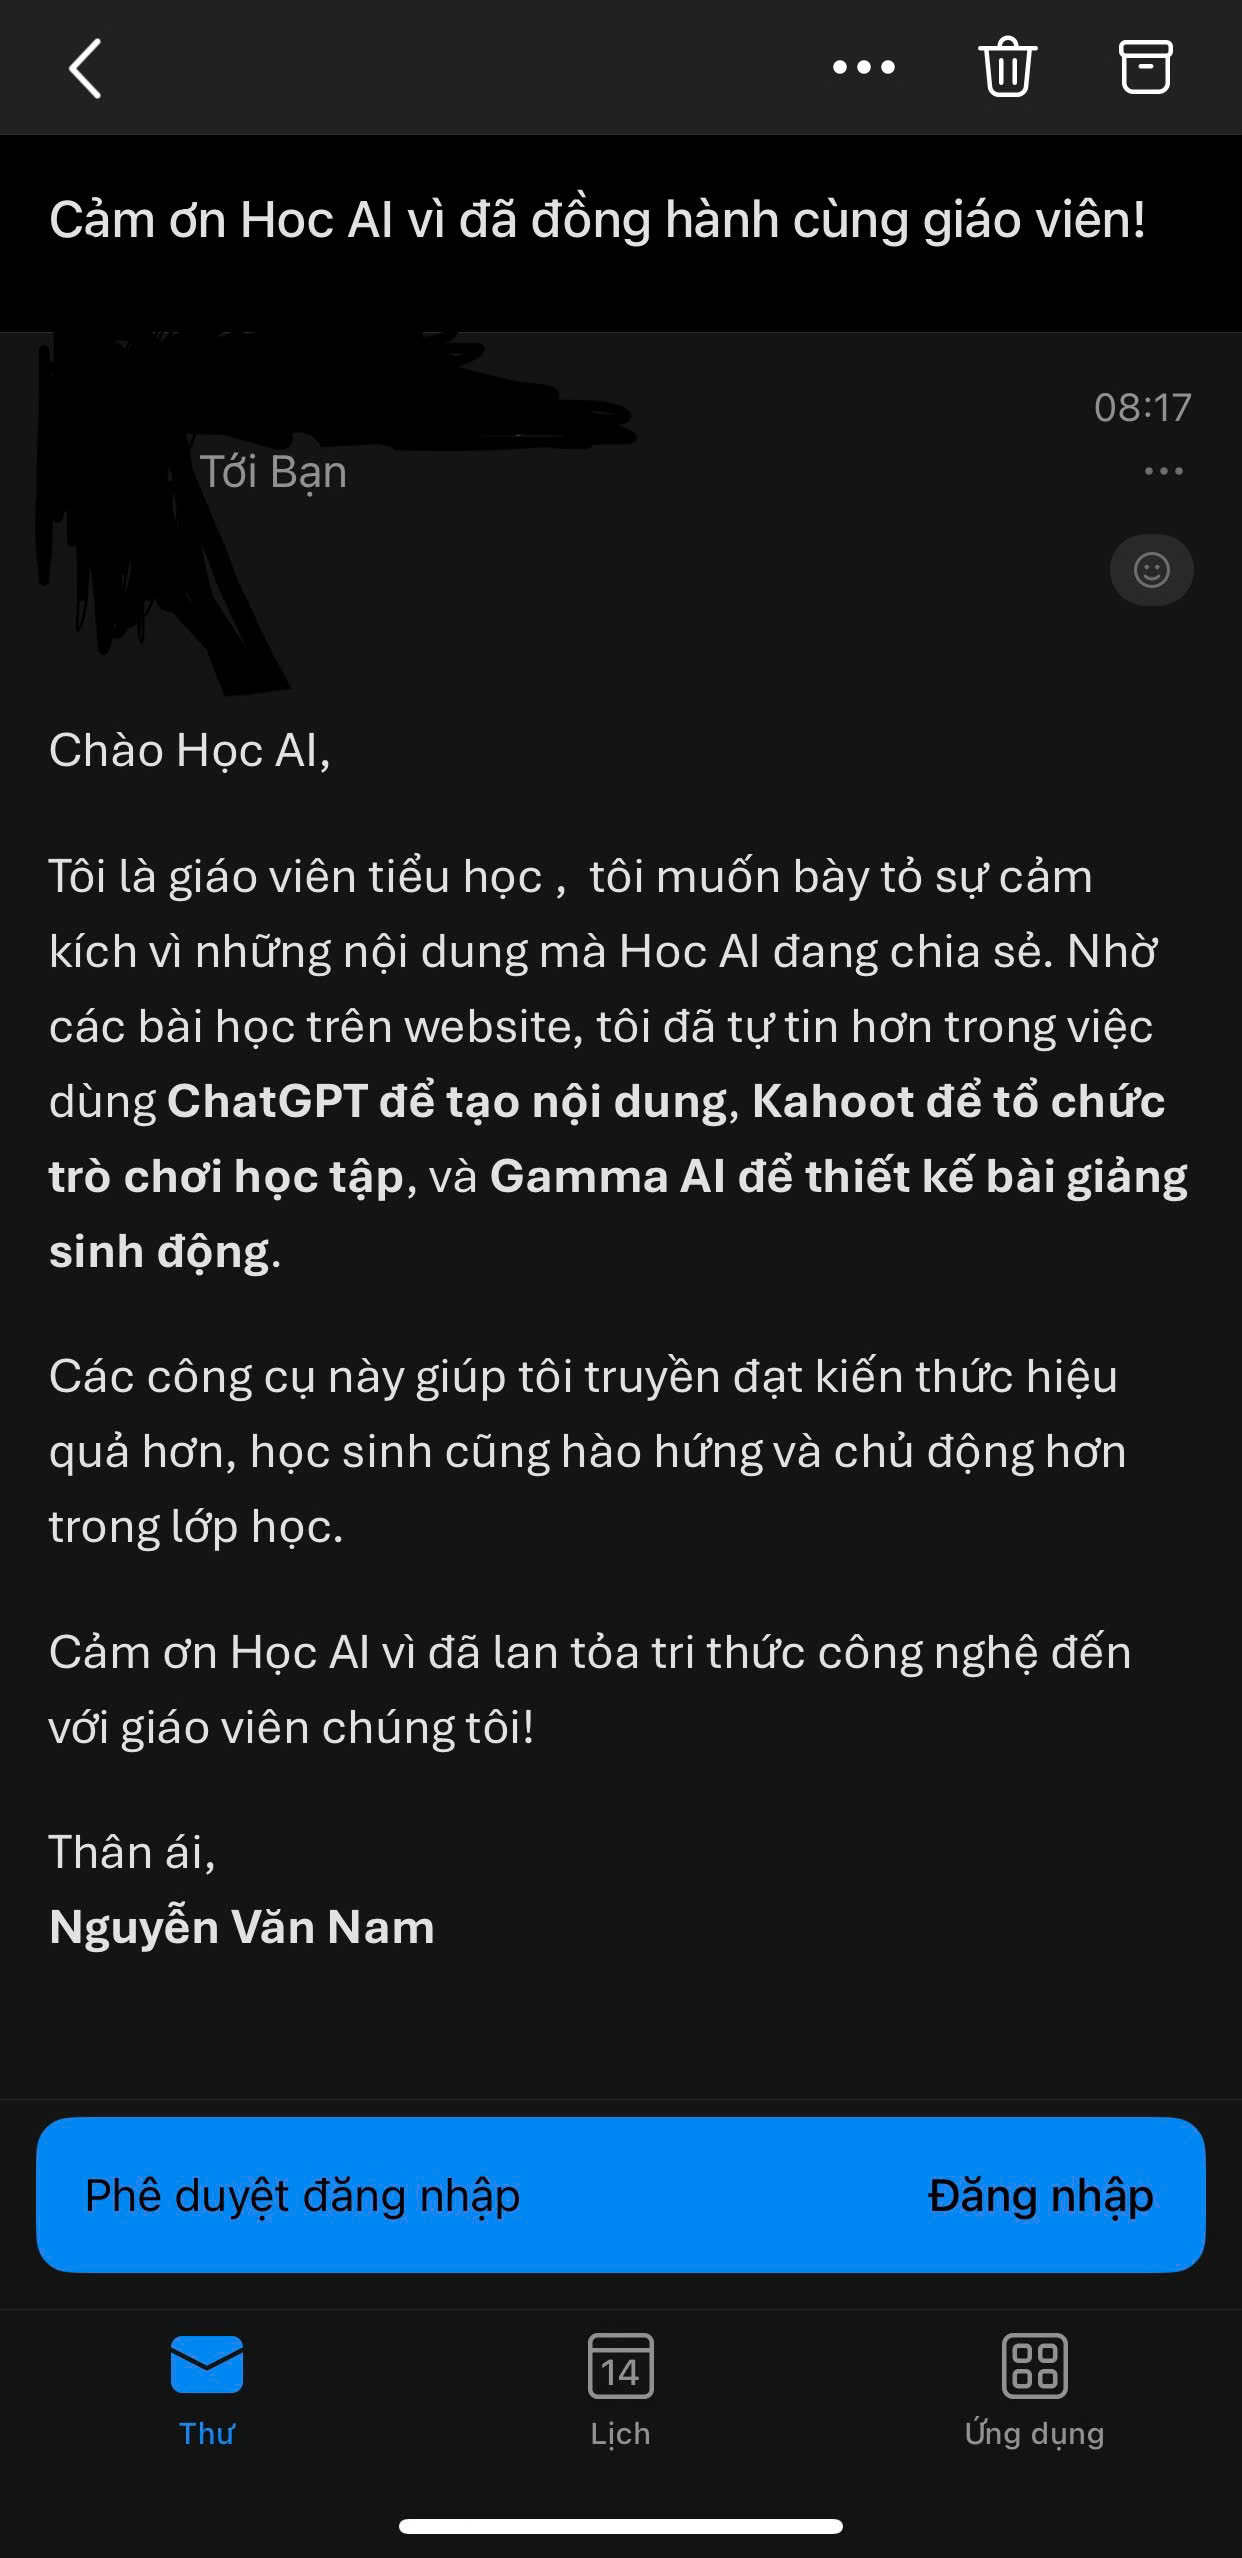 Cảm ơn Hoc AI vì đã đồng hành cùng giáo viên!
08:17
Tới Bạn
Chào Học AI,
Tôi là giáo viên tiểu học ,  tôi muốn bày tỏ sự cảm
kích vì những nội dung mà Hoc AI đang chia sẻ. Nhờ
các bài học trên website, tôi đã tự tin hơn trong việc
dùng ChatGPT để tạo nội dung, Kahoot để tổ chức
trò chơi học tập, và Gamma AI để thiết kế bài giảng
sinh động.
Các công cụ này giúp tôi truyền đạt kiến thức hiệu
quả hơn, học sinh cũng hào hứng và chủ động hơn
trong lớp học.
Cảm ơn Học AI vì đã lan tỏa tri thức công nghệ đến
với giáo viên chúng tôi!
Thân ái,
Nguyễn Văn Nam
Phê duyệt đăng nhập Đăng nhập
14
Thư Lịch Ứng dụng